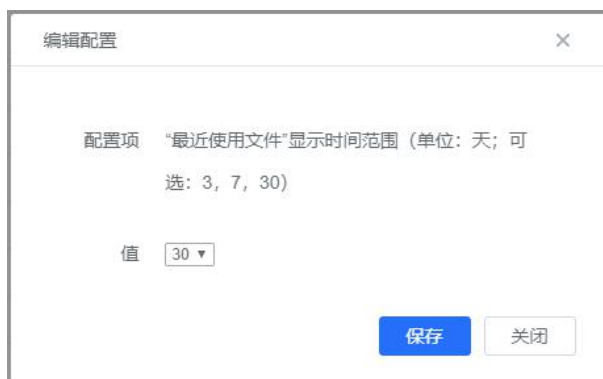 编辑配置
配置项 “最近使用文件”显示时间范围（单位：天；可
选：3，7，30）
值 30
保存 关闭